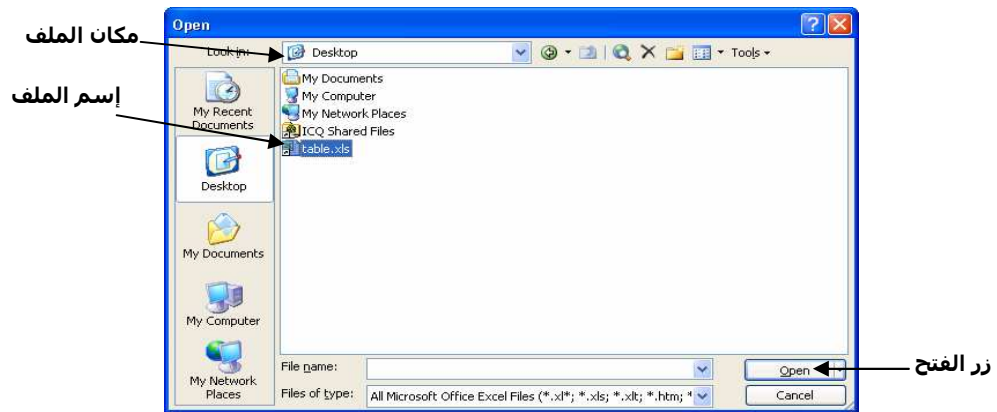 Open
مكان الملف
Look in:
Desktop
Tools
إسم الملف
My Recent
Documents
Desktop
My Documents
My Computer
My Network
Places
My Documents
My Computer
My Network Places
ICQ Shared Files
table.xls
File name:
Open
زر الفتح
Files of type:
All Microsoft Office Excel Files (*.xl*; *.xls; *.xlt; *.htm; *
Cancel